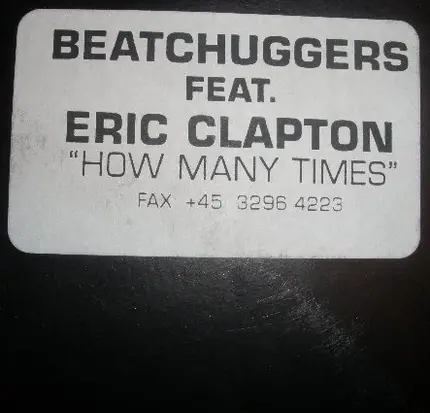 BEATCHUGGERS
FEAT.
ERIC CLAPTON
"HOW MANY TIMES"
FAX +45 3296 4223